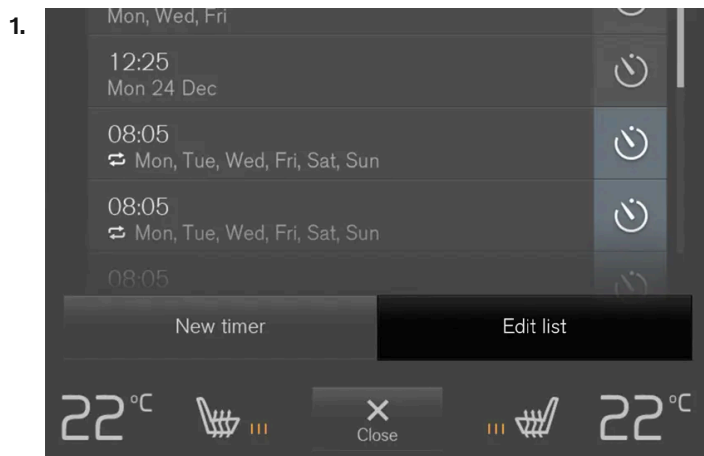 1.
Mon, Wed, Fri
12:25
Mon 24 Dec
08:05
Mon, Tue, Wed, Fri, Sat, Sun
08:05
Mon, Tue, Wed, Fri, Sat, Sun
08:05
New timer Edit list
22°C Close 22°C